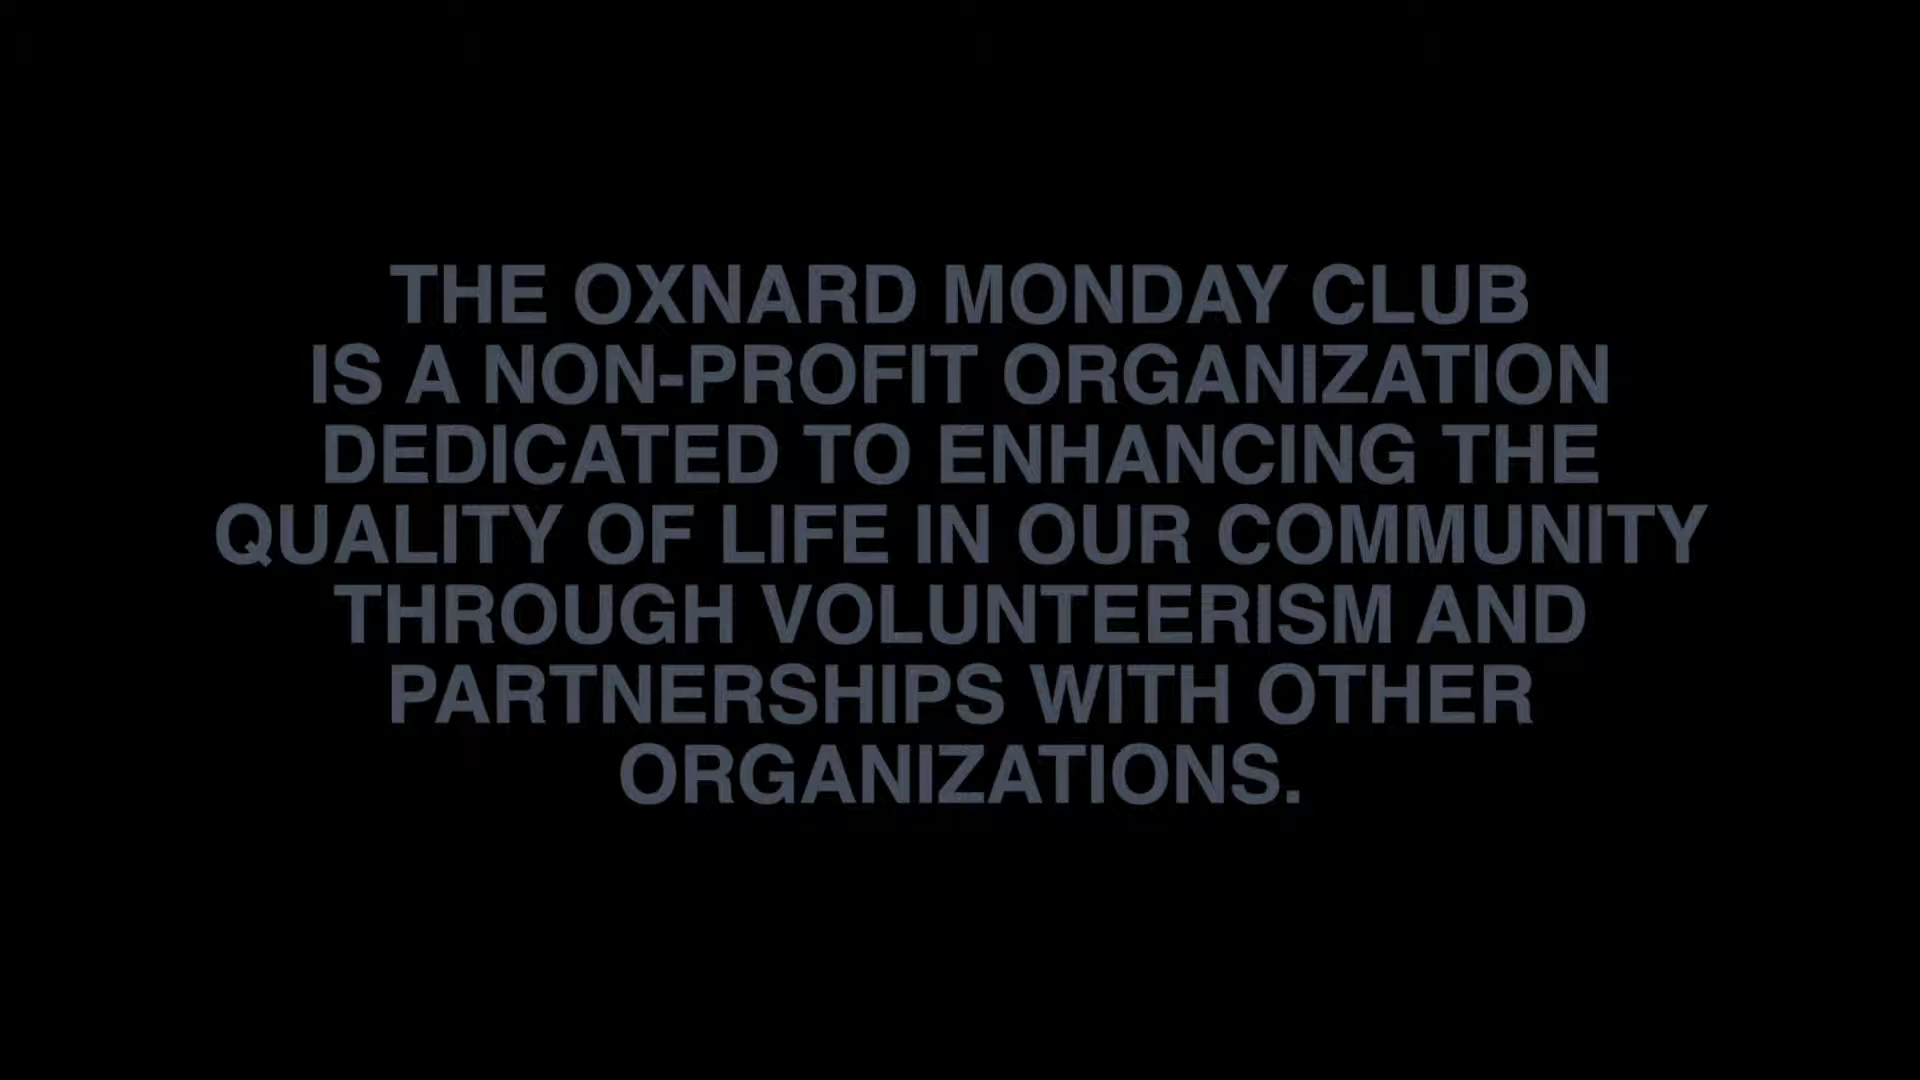 THE OXNARD MONDAY CLUB
IS A NON-PROFIT ORGANIZATION
DEDICATED TO ENHANCING THE
QUALITY OF LIFE IN OUR COMMUNITY
THROUGH VOLUNTEERISM AND
PARTNERSHIPS WITH OTHER
ORGANIZATIONS.